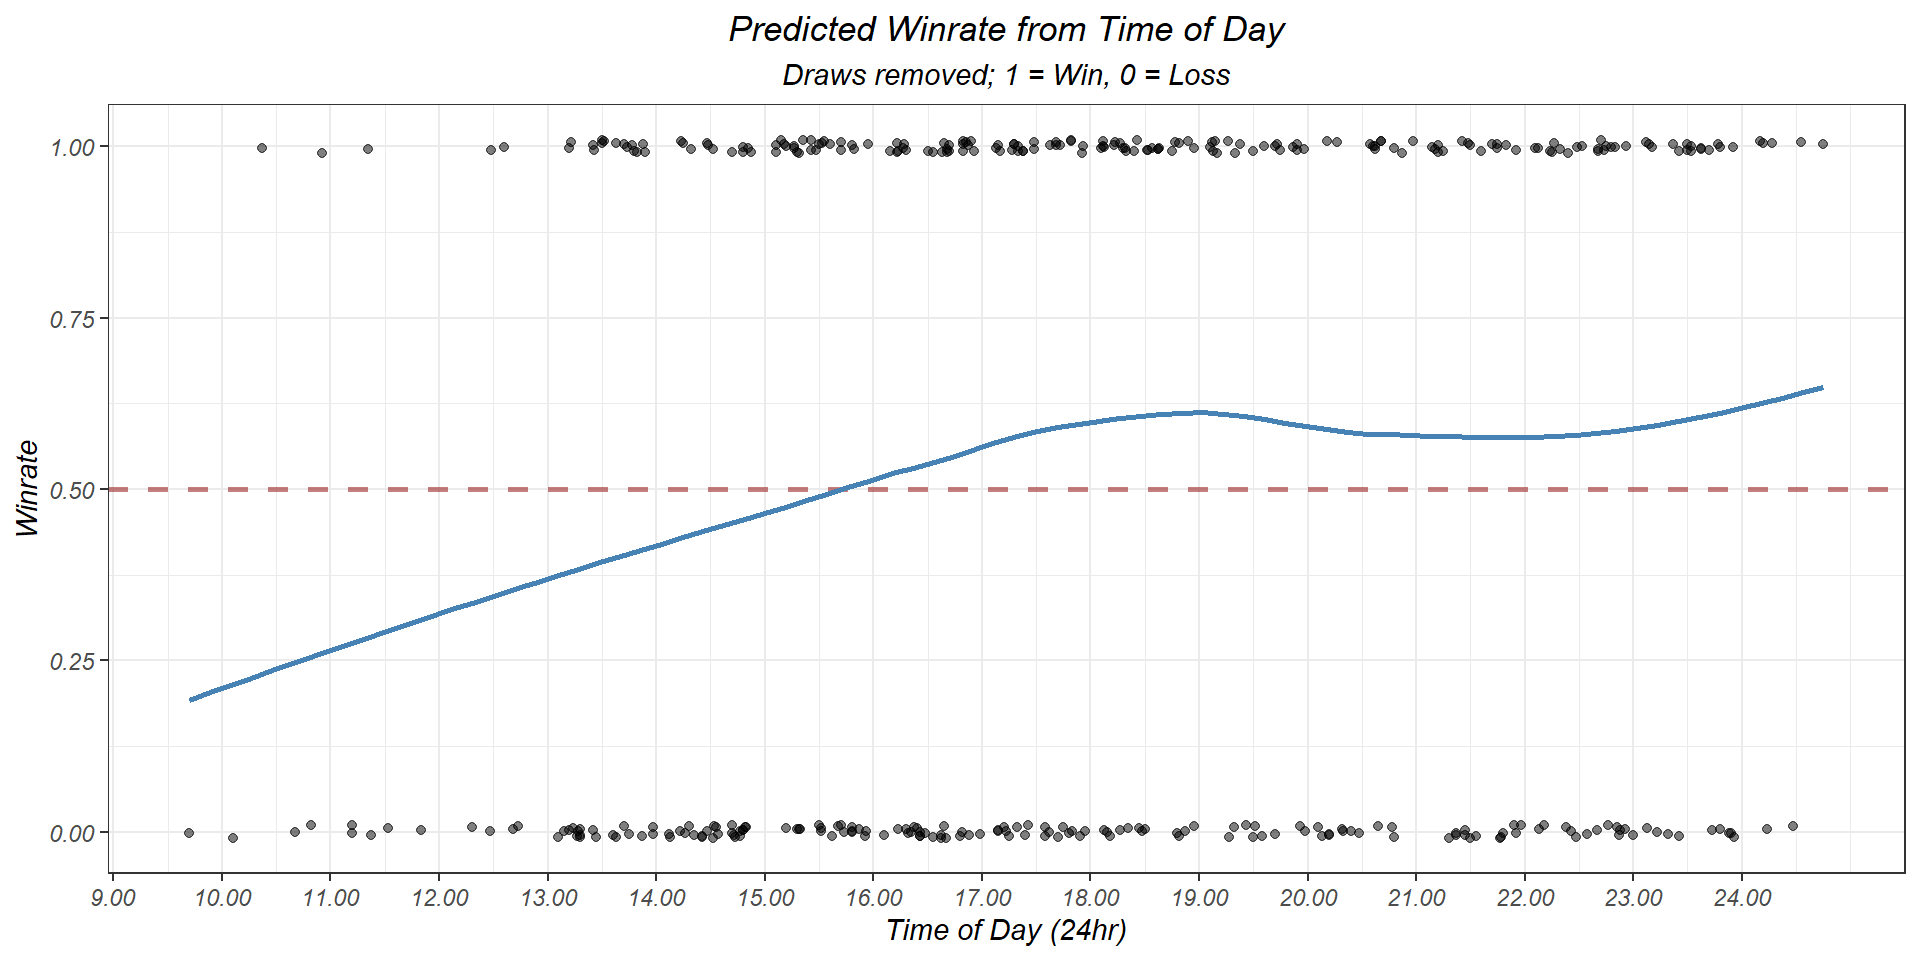 Predicted Winrate from Time of Day
Draws removed; 1 = Win, 0 = Loss
1.00
0.75
0.50
0.25
0.00
Winrate
9.00 10.00 11.00 12.00 13.00 14.00 15.00 16.00 17.00 18.00 19.00 20.00 21.00 22.00 23.00 24.00
Time of Day (24hr)